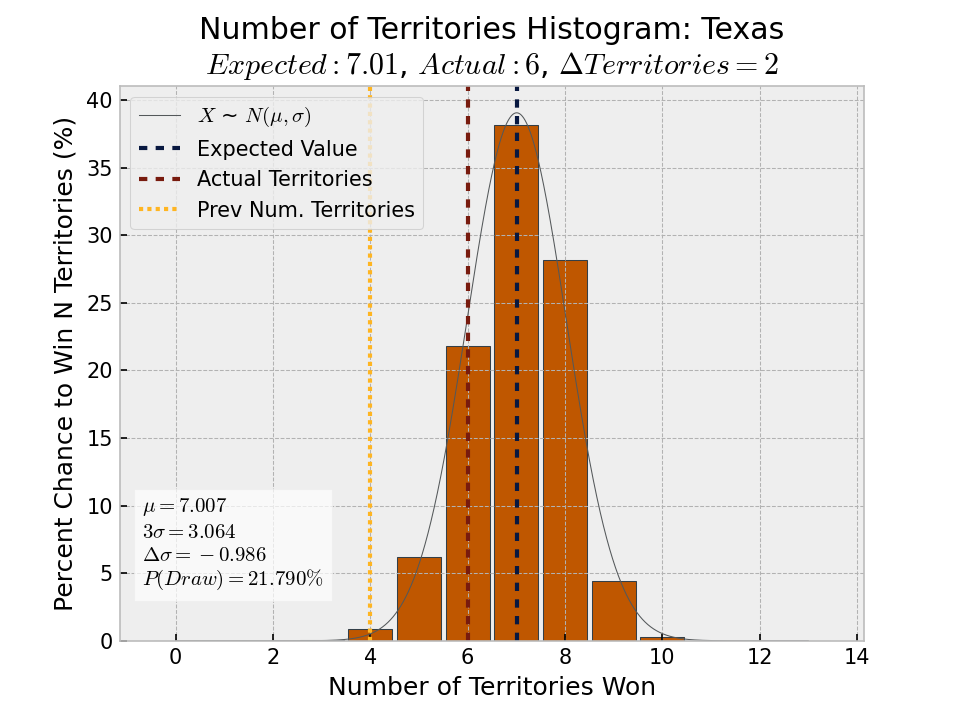 Number of Territories Histogram: Texas
Expected : 7.01, Actual : 6, ΔTerritories = 2
X ∼ N(μ, σ)
Expected Value
Actual Territories
Prev Num. Territories
Percent Chance to Win N Territories (%)
40
35
30
25
20
15
10
5
0
μ = 7.007
3σ = 3.064
Δσ = −0.986
P(Draw) = 21.790%
0 2 4 6 8 10 12 14
Number of Territories Won